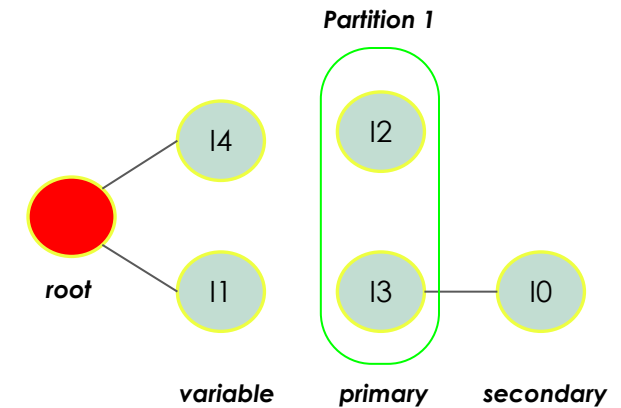 Partition 1
I4
I2
root
I1
I3
I0
variable
primary
secondary